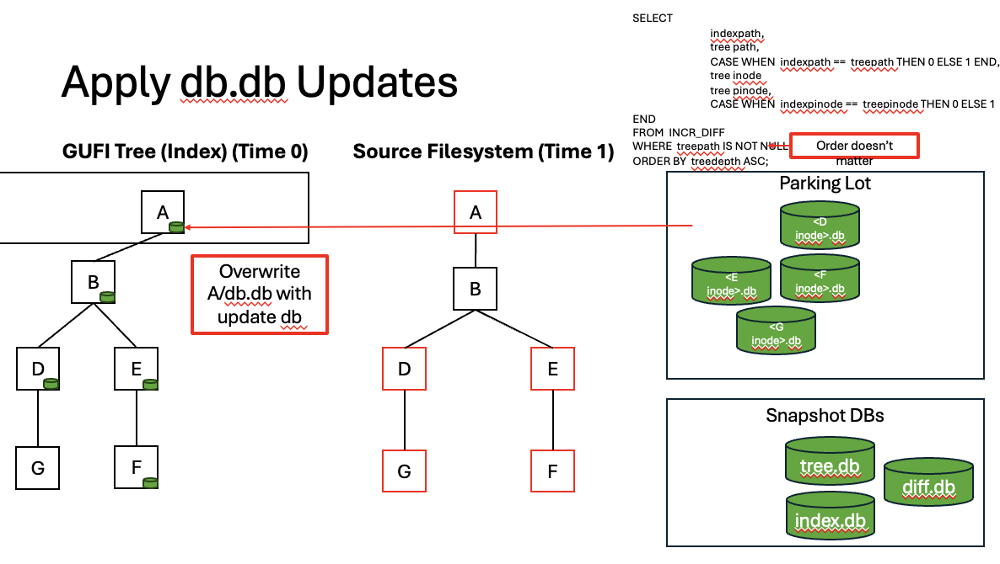 SELECT
indexpath,
tree path,
CASE WHEN indexpath == treepath THEN 0 ELSE 1 END,
tree inode
tree pinode,
CASE WHEN indexpinode == treepinode THEN 0 ELSE 1
END
FROM INCR_DIFF
WHERE treepath IS NOT NULL
ORDER BY treedepth ASC;
Order doesn't
matter
Apply db.db Updates
GUFI Tree (Index) (Time 0)
Source Filesystem (Time 1)
A
B
D
E
G
F
Overwrite
A/db.db with
update db
A
B
D
E
G
F
Parking Lot
<D
inode>.db
<E
inode>.db
<F
inode>.db
<G
inode>.db
Snapshot DBs
tree.db
diff.db
index.db